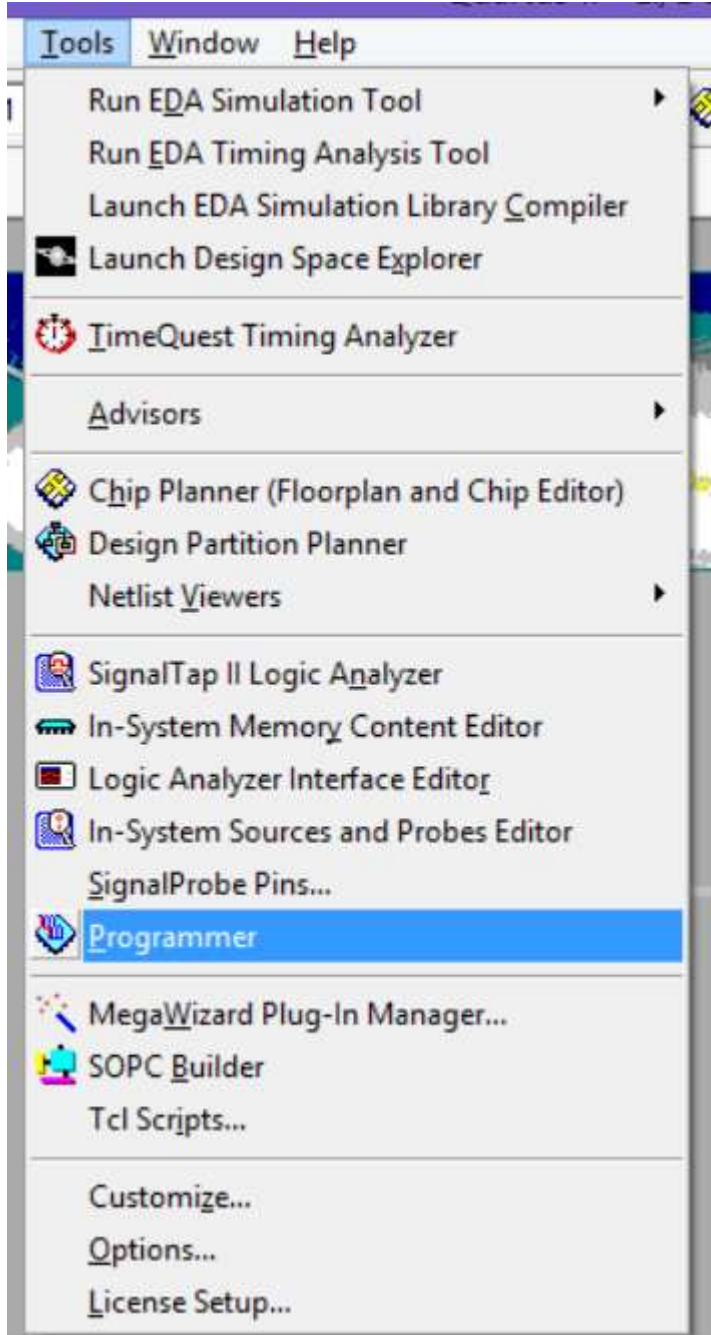 Tools Window Help
Run EDA Simulation Tool
Run EDA Timing Analysis Tool
Launch EDA Simulation Library Compiler
Launch Design Space Explorer
TimeQuest Timing Analyzer
Advisors
Chip Planner (Floorplan and Chip Editor)
Design Partition Planner
Netlist Viewers
SignalTap II Logic Analyzer
In-System Memory Content Editor
Logic Analyzer Interface Editor
In-System Sources and Probes Editor
SignalProbe Pins...
Programmer
MegaWizard Plug-In Manager...
SOPC Builder
Tcl Scripts...
Customize...
Options...
License Setup...